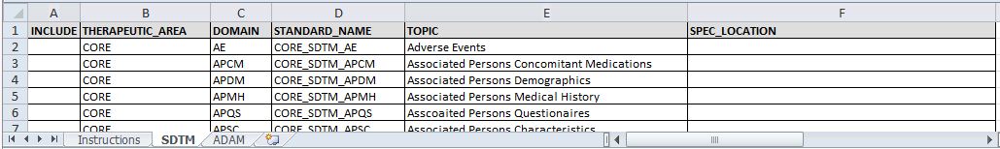 A B C D E F
1 INCLUDE THERAPEUTIC_AREA DOMAIN STANDARD_NAME TOPIC SPEC_LOCATION
2 CORE AE CORE_SDTM_AE Adverse Events
3 CORE APCM CORE_SDTM_APCM Associated Persons Concomitant Medications
4 CORE APDM CORE_SDTM_APDM Associated Persons Demographics
5 CORE APMH CORE_SDTM_APMH Associated Persons Medical History
6 CORE APQS CORE_SDTM_APQS Asscoaited Persons Questionaires
7 CORE APSC CORE_SDTM_APSC Associated Persons Characteristics
Instructions SDTM ADAM